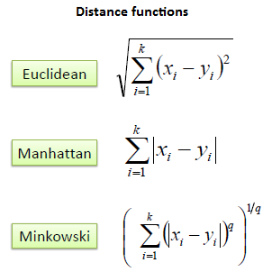 Distance functions
Euclidean
√(∑_{i=1}^{k} (x_i − y_i)²)
Manhattan
∑_{i=1}^{k} |x_i − y_i|
Minkowski
(∑_{i=1}^{k} (|x_i − y_i|)^q)^{1/q}